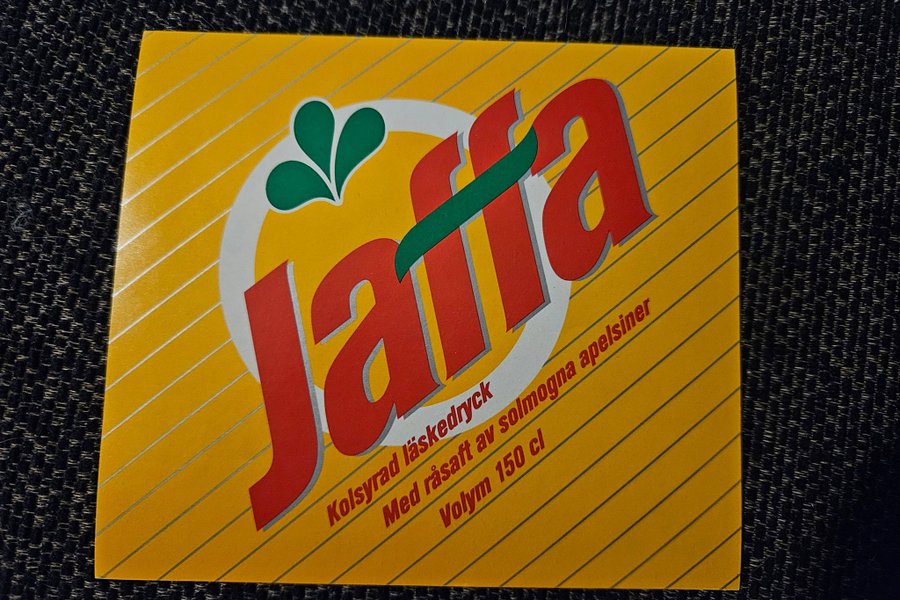 Jaffa
Kolsyrad läskedryck
Med råsaft av solmogna apelsiner
Volym 150 cl